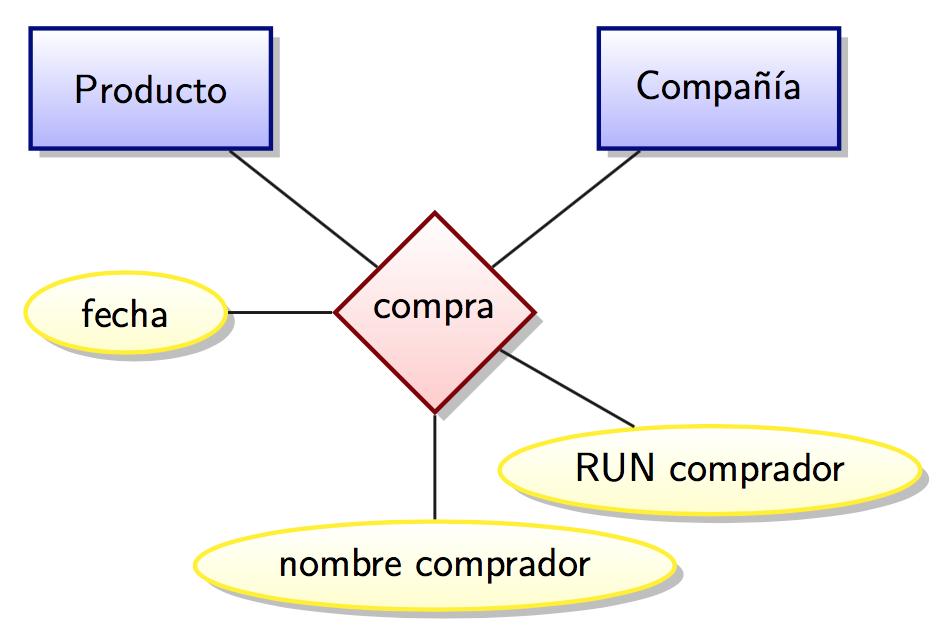 Producto
Compañía
compra
fecha
RUN comprador
nombre comprador